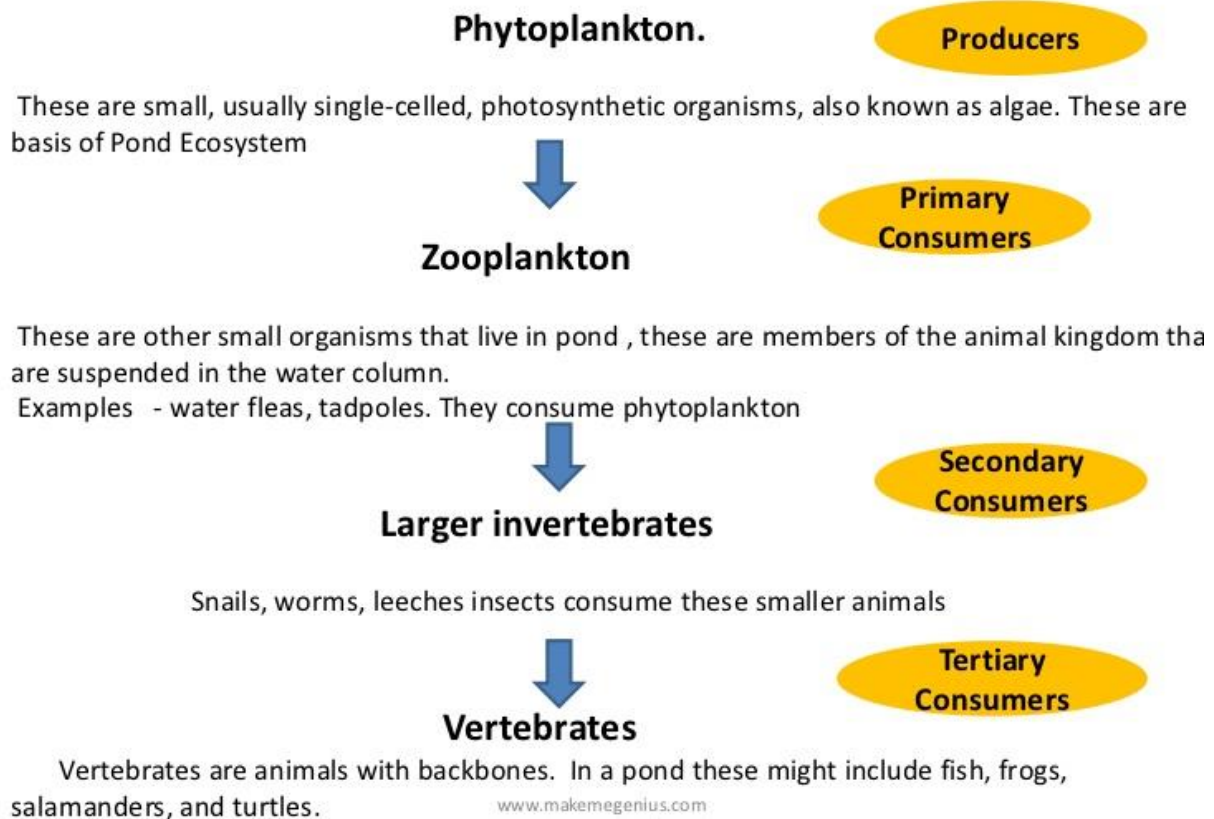 Phytoplankton.
Producers
These are small, usually single-celled, photosynthetic organisms, also known as algae. These are
basis of Pond Ecosystem
Primary
Consumers
Zooplankton
These are other small organisms that live in pond , these are members of the animal kingdom tha
are suspended in the water column.
Examples - water fleas, tadpoles. They consume phytoplankton
Secondary
Consumers
Larger invertebrates
Snails, worms, leeches insects consume these smaller animals
Tertiary
Consumers
Vertebrates
Vertebrates are animals with backbones. In a pond these might include fish, frogs,
salamanders, and turtles.
www.makemegenius.com